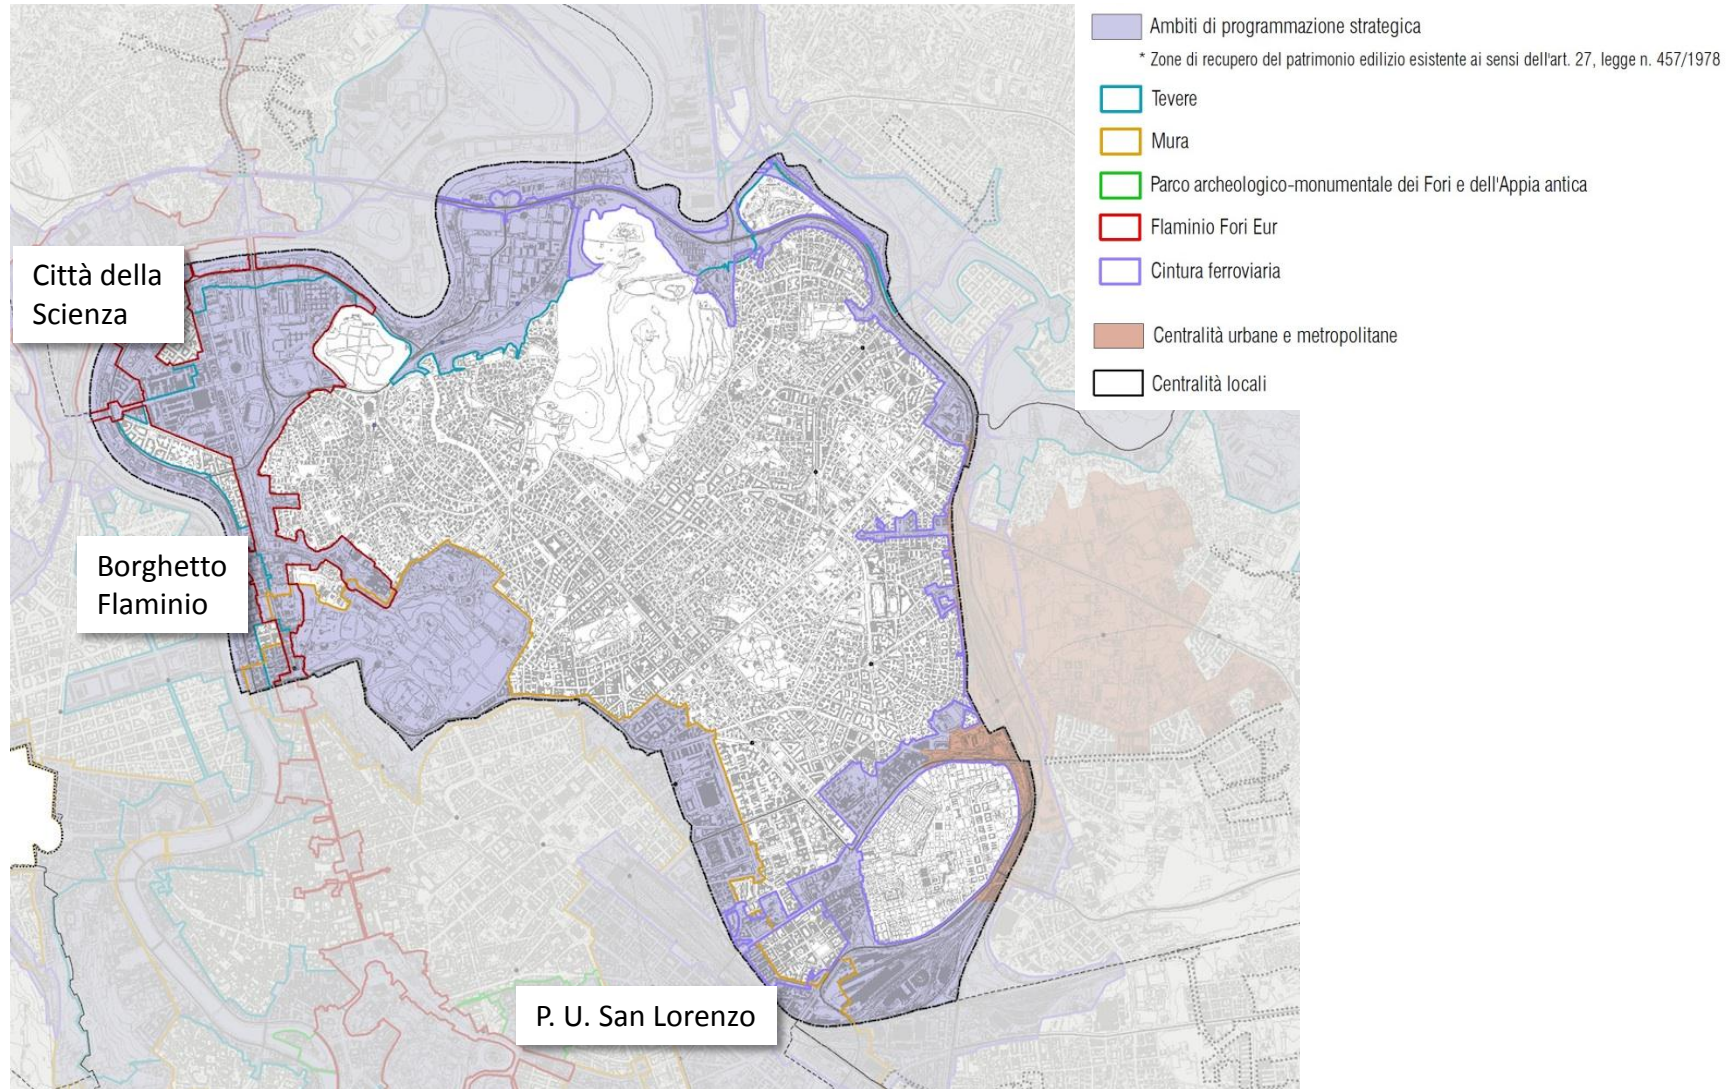 Ambiti di programmazione strategica
* Zone di recupero del patrimonio edilizio esistente ai sensi dell'art. 27, legge n. 457/1978
Tevere
Mura
Parco archeologico-monumentale dei Fori e dell'Appia antica
Flaminio Fori Eur
Cintura ferroviaria
Centralità urbane e metropolitane
Centralità locali
Città della
Scienza
Borghetto
Flaminio
P. U. San Lorenzo